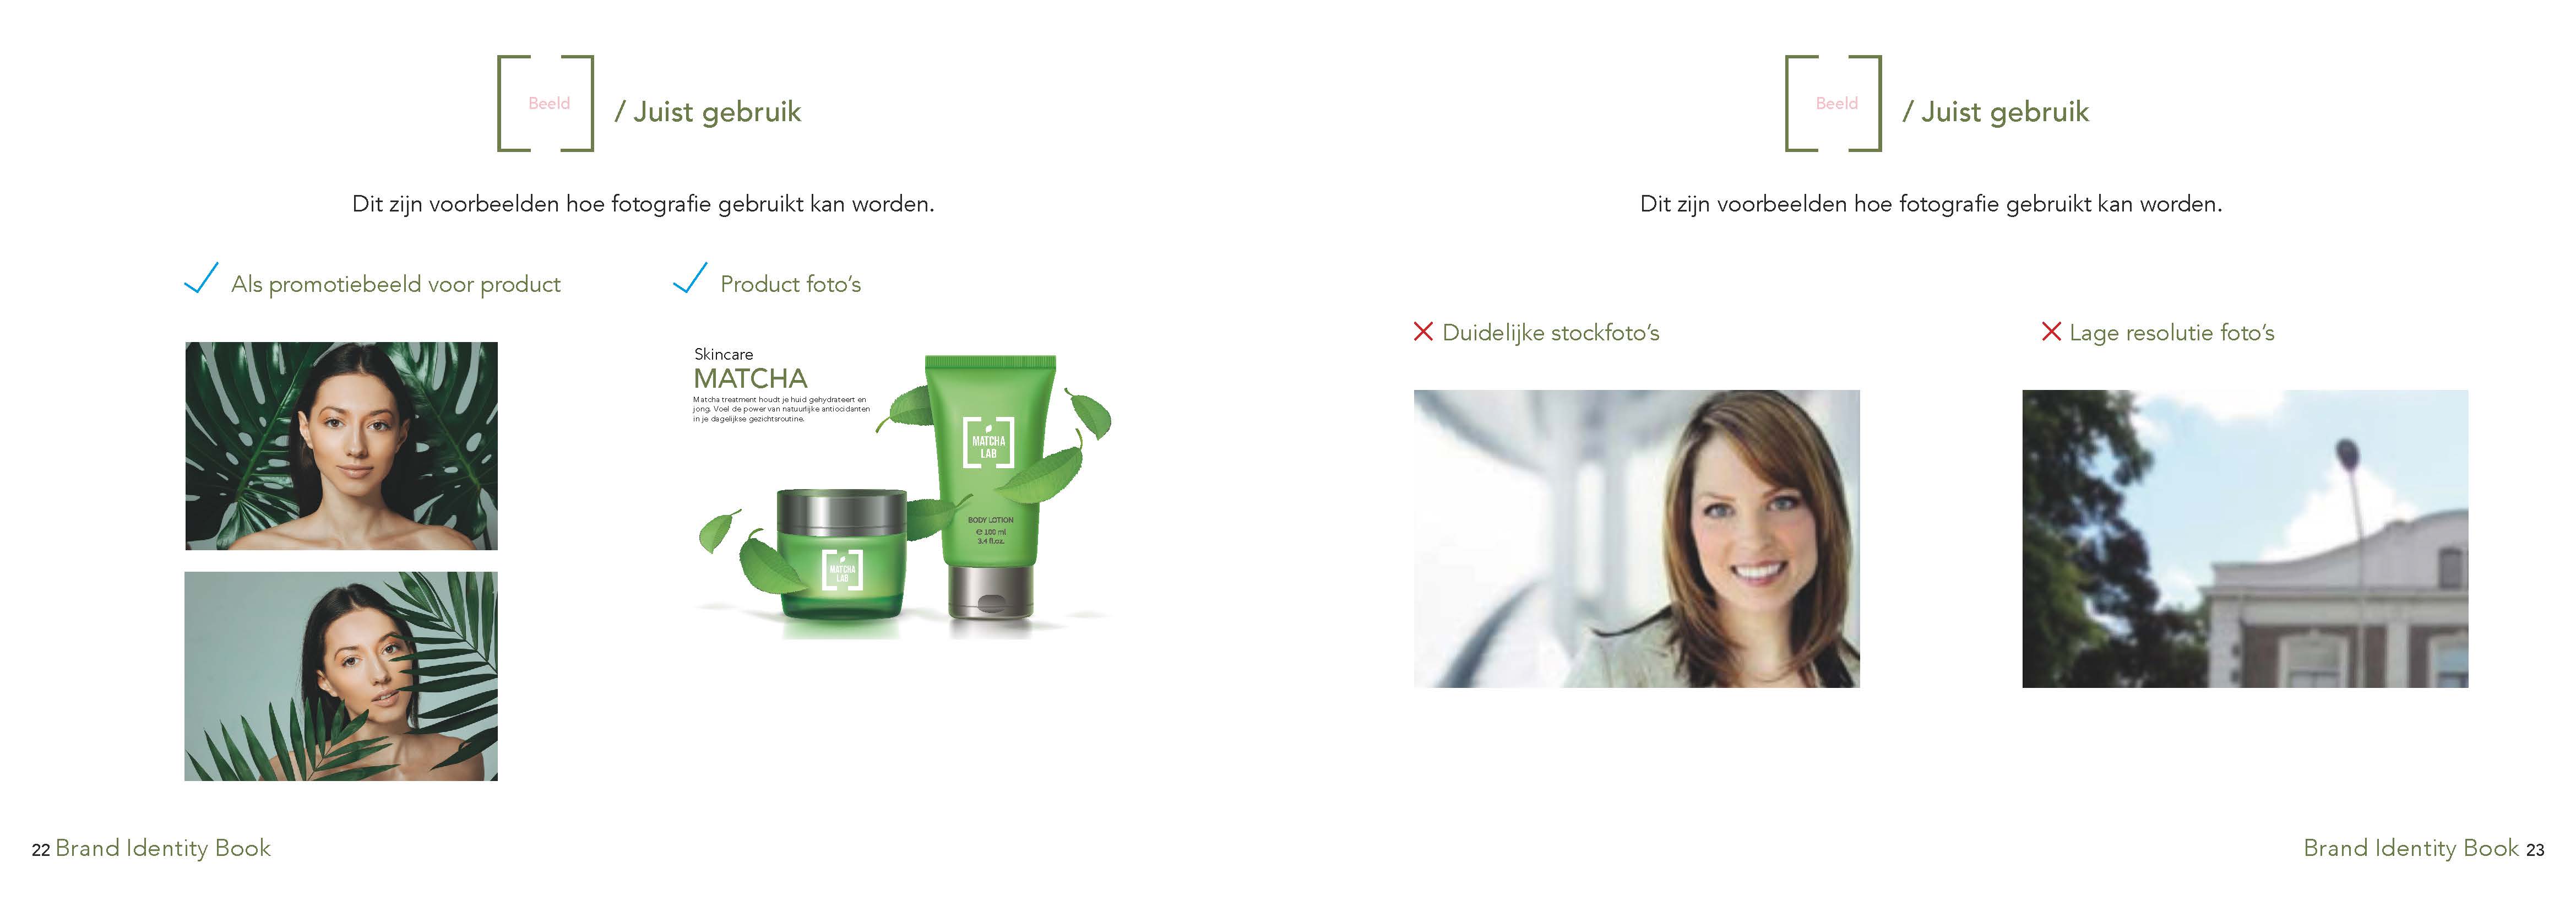 Beeld
/ Juist gebruik
Dit zijn voorbeelden hoe fotografie gebruikt kan worden.
Als promotiebeeld voor product
Product foto's
Skincare
MATCHA
Matcha treatment houdt je huid gehydrateert en
jong. Voel de power van natuurlijke antiocidanten
in je dagelijkse gezichtsroutine.
MATCHA
LAB
BODY LOTION
e 100 ml
3.4 fl.oz.
MATCHA
LAB
22 Brand Identity Book
Beeld
/ Juist gebruik
Dit zijn voorbeelden hoe fotografie gebruikt kan worden.
Duidelijke stockfoto's
Lage resolutie foto's
Brand Identity Book 23